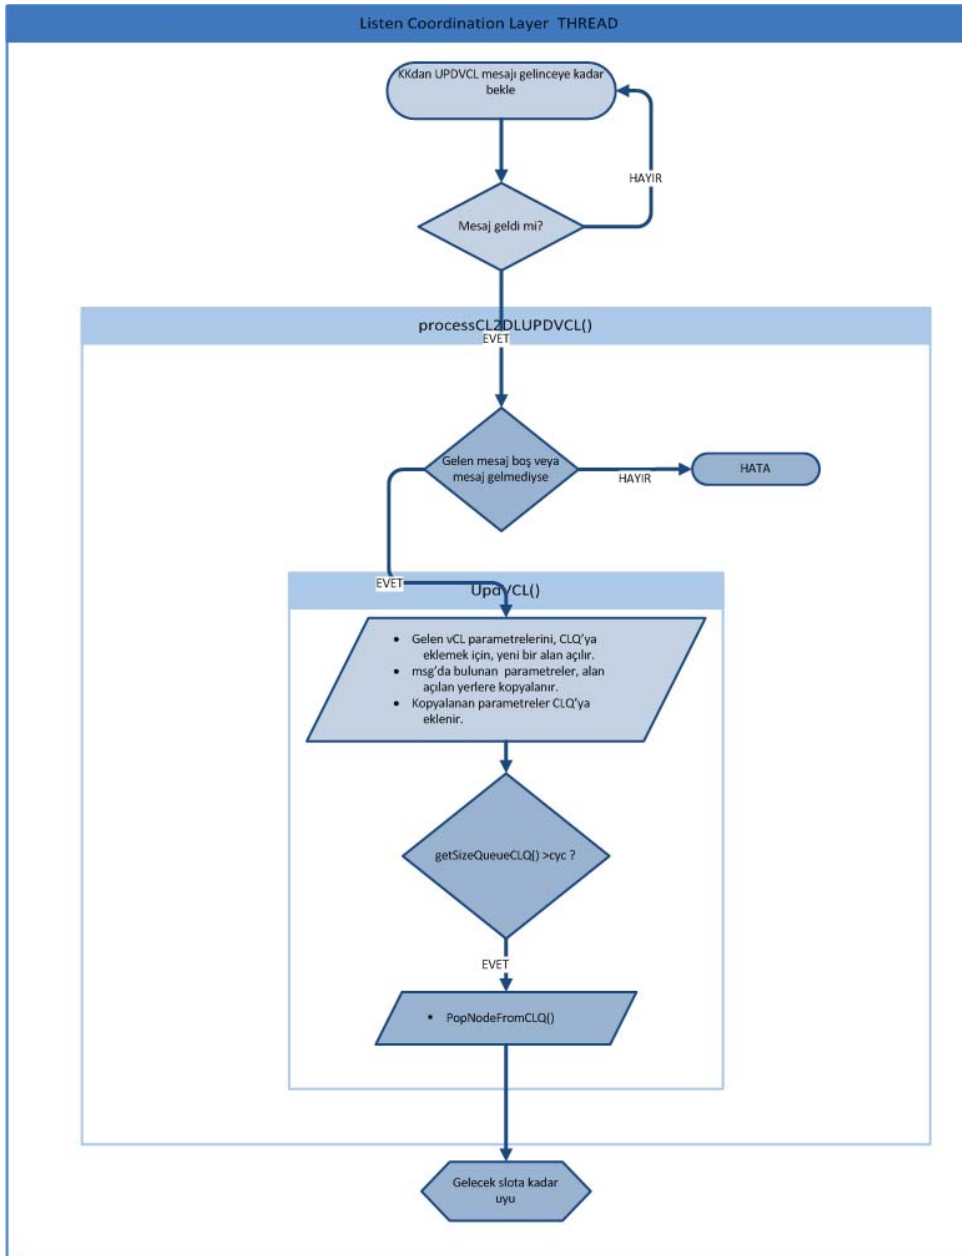 Listen Coordination Layer THREAD
KKdan UPDVCL mesajı gelinceye kadar
bekle
HAYIR
Mesaj geldi mi?
processCL2DLUPDVCL()
EVET
Gelen mesaj boş veya
mesaj gelmediyse
HAYIR
HATA
EVET
UpdVCL()
• Gelen vCL parametrelerini, CLQ'ya
eklemek için, yeni bir alan açılır.
• msg'da bulunan parametreler, alan
açılan yerlere kopyalanır.
• Kopyalanan parametreler CLQ'ya
eklenir.
getSizeQueueCLQ() >cyc ?
EVET
• PopNodeFromCLQ()
Gelecek slota kadar
uyu